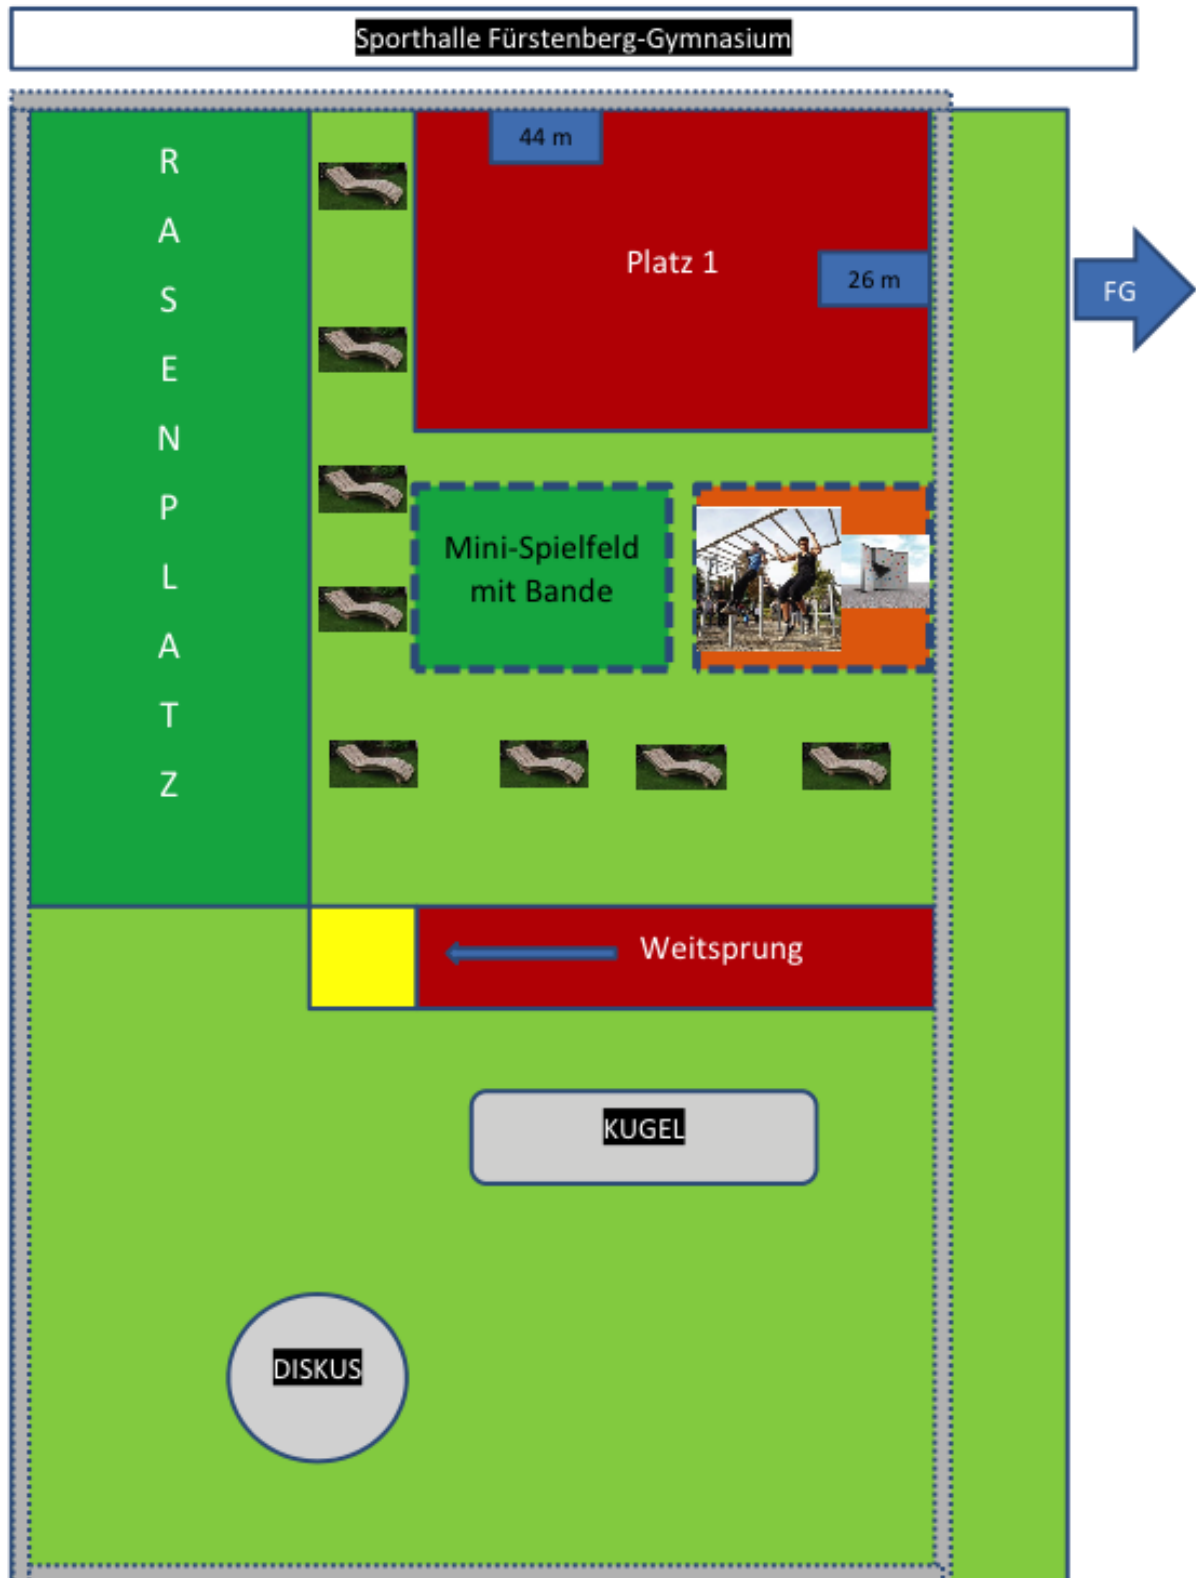 Sporthalle Fürstenberg-Gymnasium
44 m
Platz 1
26 m
FG
R
A
S
E
N
P
L
A
T
Z
Mini-Spielfeld
mit Bande
Weitsprung
KUGEL
DISKUS